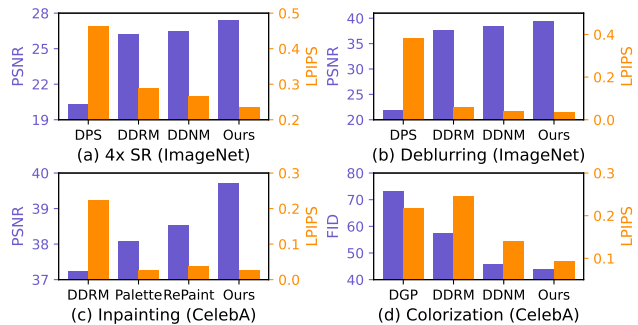 28
25
22
19
PSNR
0.5
0.4
0.3
0.2
LPIPS
DPS DDRM DDNM Ours
(a) 4x SR (ImageNet)
40
35
30
25
20
PSNR
0.4
0.2
0.0
LPIPS
DPS DDRM DDNM Ours
(b) Deblurring (ImageNet)
40
39
38
37
PSNR
0.3
0.2
0.1
0.0
LPIPS
DDRM Palette RePaint Ours
(c) Inpainting (CelebA)
80
70
60
50
40
FID
0.3
0.2
0.1
LPIPS
DGP DDRM DDNM Ours
(d) Colorization (CelebA)